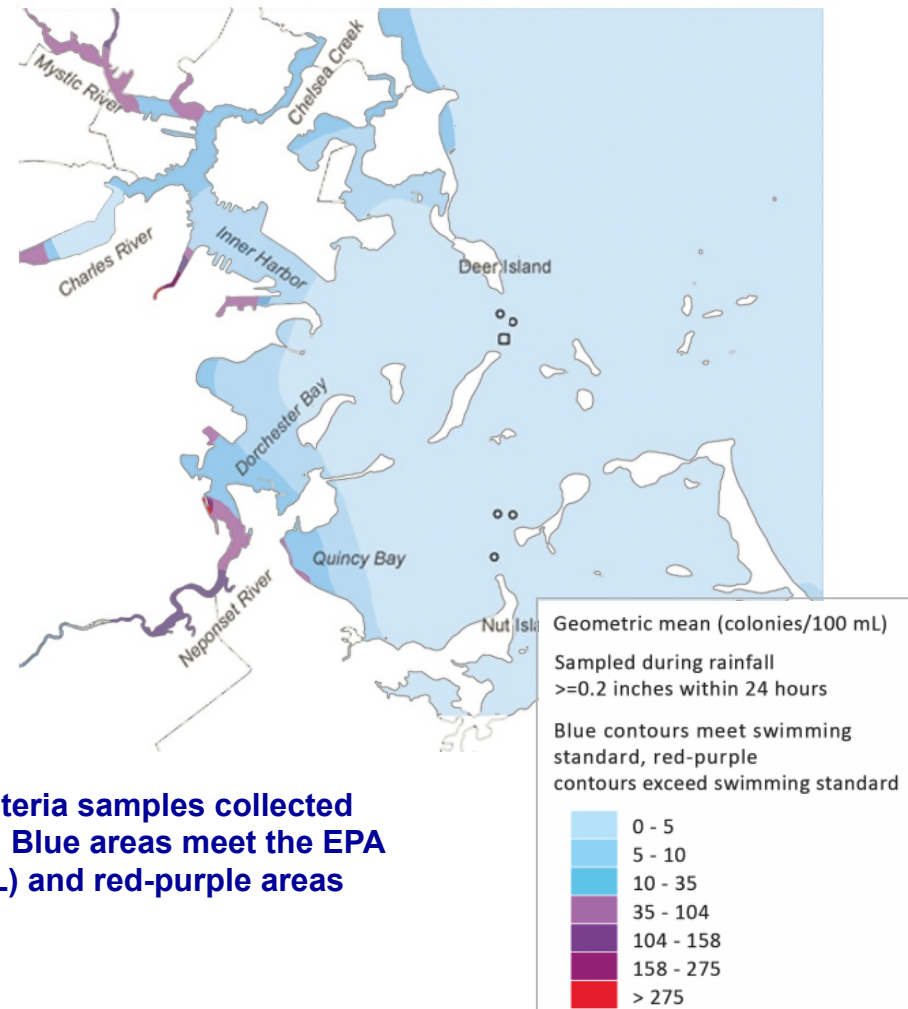 Mystic River
Chelsea Creek
Charles River
Inner Harbor
Deer Island
Dorchester Bay
Quincy Bay
Neponset River
Nut Isla
Geometric mean (colonies/100 mL)
Sampled during rainfall
>=0.2 inches within 24 hours
Blue contours meet swimming
standard, red-purple
contours exceed swimming standard
0 - 5
5 - 10
10 - 35
35 - 104
104 - 158
158 - 275
> 275
teria samples collected
Blue areas meet the EPA
L) and red-purple areas